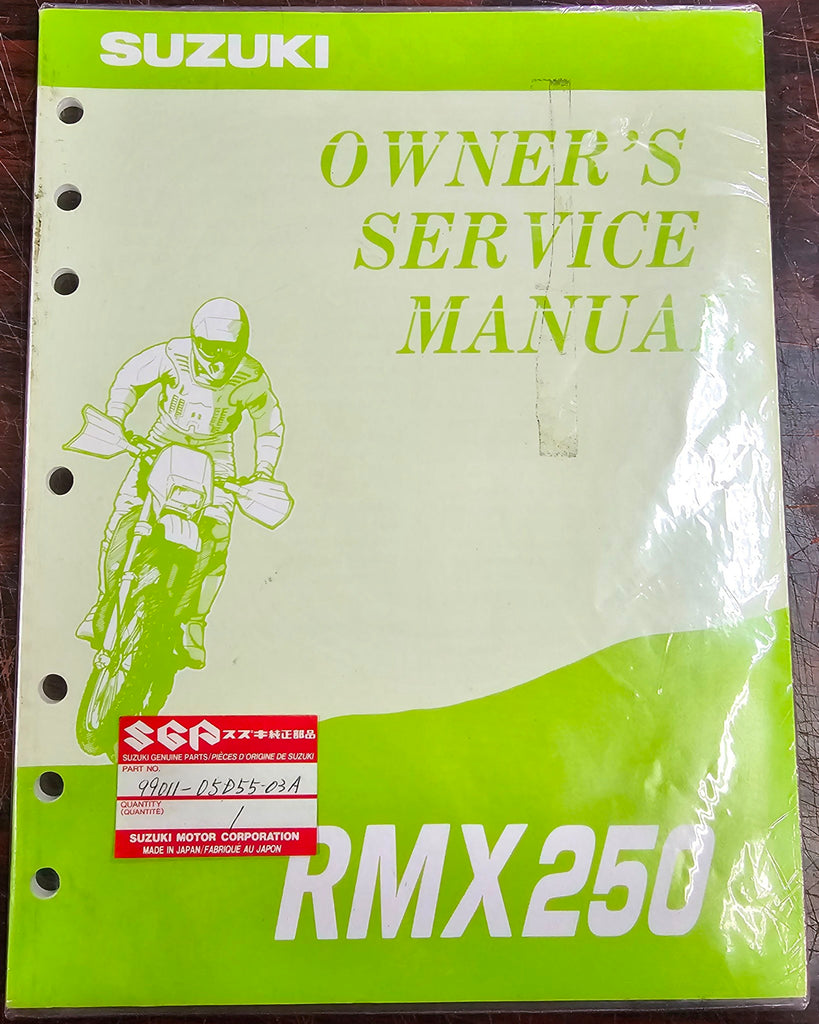 SUZUKI
OWNER'S
SERVICE
MANUAL
SGP スズキ純正部品
SUZUKI GENUINE PARTS/PIÈCES D'ORIGINE DE SUZUKI
PART NO.
99011-05D55-03A
QUANTITY
(QUANTITÉ)
1
SUZUKI MOTOR CORPORATION
MADE IN JAPAN/FABRIQUE AU JAPON
RMX250